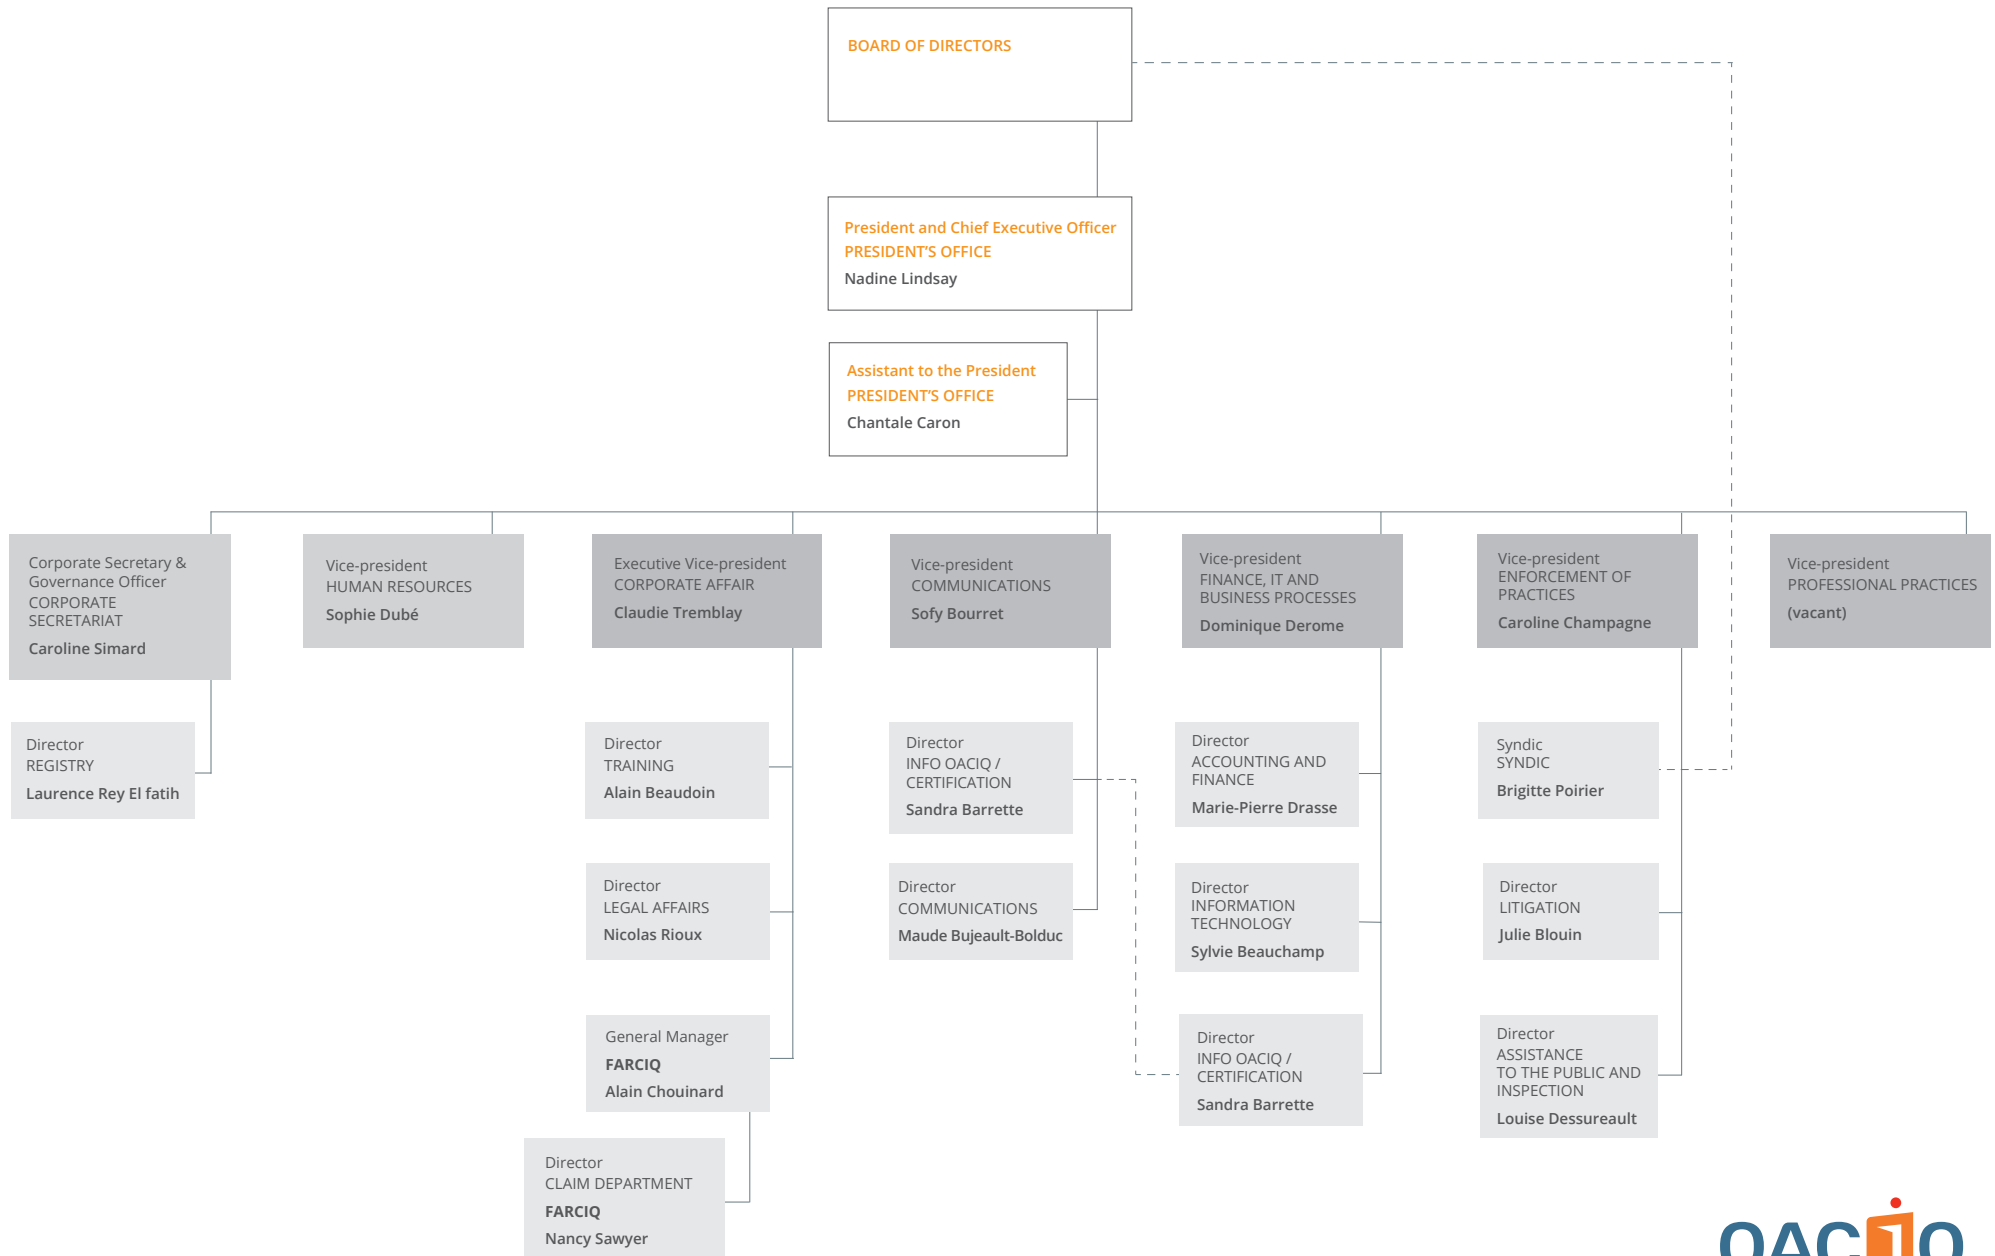 BOARD OF DIRECTORS
President and Chief Executive Officer
PRESIDENT'S OFFICE
Nadine Lindsay
Assistant to the President
PRESIDENT'S OFFICE
Chantale Caron
Corporate Secretary &
Governance Officer
CORPORATE
SECRETARIAT
Caroline Simard
Vice-president
HUMAN RESOURCES
Sophie Dubé
Executive Vice-president
CORPORATE AFFAIR
Claudie Tremblay
Vice-president
COMMUNICATIONS
Sofy Bourret
Vice-president
FINANCE, IT AND
BUSINESS PROCESSES
Dominique Derome
Vice-president
ENFORCEMENT OF
PRACTICES
Caroline Champagne
Vice-president
PROFESSIONAL PRACTICES
(vacant)
Director
REGISTRY
Laurence Rey El fatih
Director
TRAINING
Alain Beaudoin
Director
INFO OACIQ /
CERTIFICATION
Sandra Barrette
Director
ACCOUNTING AND
FINANCE
Marie-Pierre Drasse
Syndic
SYNDIC
Brigitte Poirier
Director
LEGAL AFFAIRS
Nicolas Rioux
Director
COMMUNICATIONS
Maude Bujeault-Bolduc
Director
INFORMATION
TECHNOLOGY
Sylvie Beauchamp
Director
LITIGATION
Julie Blouin
General Manager
FARCIQ
Alain Chouinard
Director
INFO OACIQ /
CERTIFICATION
Sandra Barrette
Director
ASSISTANCE
TO THE PUBLIC AND
INSPECTION
Louise Dessureault
Director
CLAIM DEPARTMENT
FARCIQ
Nancy Sawyer
OACIQ